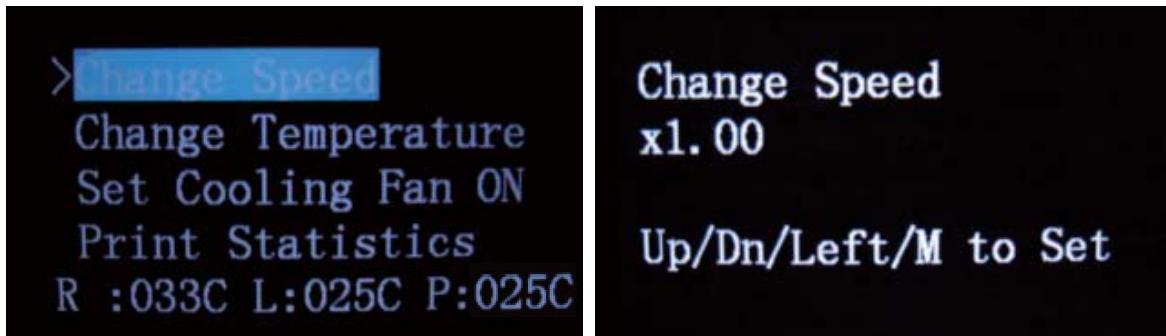 >Change Speed
Change Temperature
Set Cooling Fan ON
Print Statistics
R :033C L:025C P:025C
Change Speed
x1.00
Up/Dn/Left/M to Set